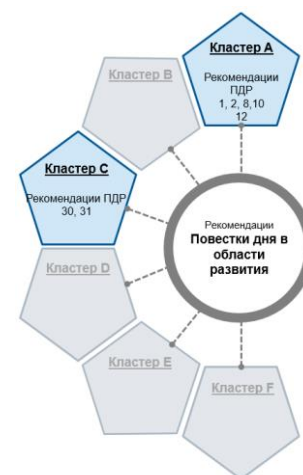 Кластер A
Рекомендации
ПДР
1, 2, 8,10
12
Кластер B
Кластер C
Рекомендации ПДР
30, 31
Рекомендации
Повестки дня в
области
развития
Кластер D
Кластер E
Кластер F